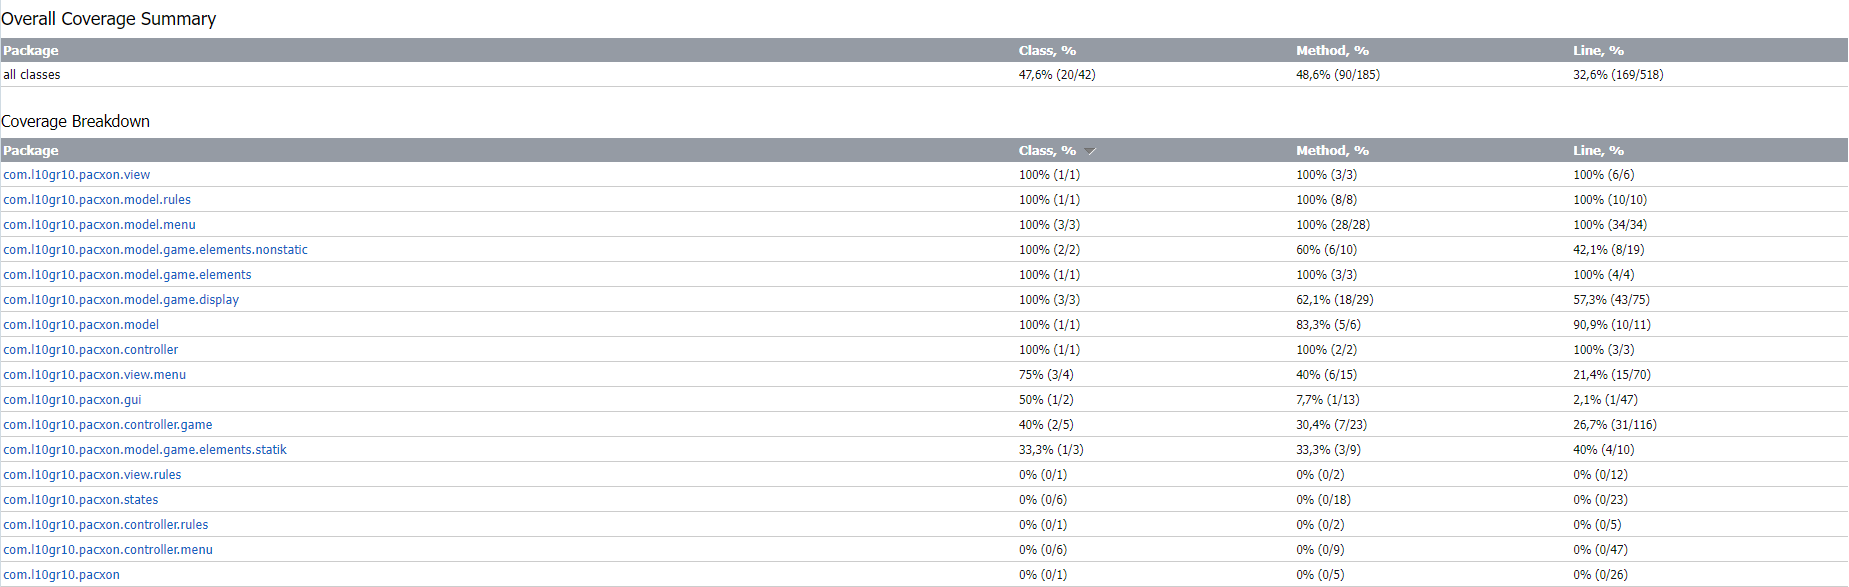 Overall Coverage Summary
Package Class, % Method, % Line, %
all classes 47,6% (20/42) 48,6% (90/185) 32,6% (169/518)
Coverage Breakdown
Package Class, % Method, % Line, %
com.l10gr10.pacxon.view 100% (1/1) 100% (3/3) 100% (6/6)
com.l10gr10.pacxon.model.rules 100% (1/1) 100% (8/8) 100% (10/10)
com.l10gr10.pacxon.model.menu 100% (3/3) 100% (28/28) 100% (34/34)
com.l10gr10.pacxon.model.game.elements.nonstatic 100% (2/2) 60% (6/10) 42,1% (8/19)
com.l10gr10.pacxon.model.game.elements 100% (1/1) 100% (3/3) 100% (4/4)
com.l10gr10.pacxon.model.game.display 100% (3/3) 62,1% (18/29) 57,3% (43/75)
com.l10gr10.pacxon.model 100% (1/1) 83,3% (5/6) 90,9% (10/11)
com.l10gr10.pacxon.controller 100% (1/1) 100% (2/2) 100% (3/3)
com.l10gr10.pacxon.view.menu 75% (3/4) 40% (6/15) 21,4% (15/70)
com.l10gr10.pacxon.gui 50% (1/2) 7,7% (1/13) 2,1% (1/47)
com.l10gr10.pacxon.controller.game 40% (2/5) 30,4% (7/23) 26,7% (31/116)
com.l10gr10.pacxon.model.game.elements.statik 33,3% (1/3) 33,3% (3/9) 40% (4/10)
com.l10gr10.pacxon.view.rules 0% (0/1) 0% (0/2) 0% (0/12)
com.l10gr10.pacxon.states 0% (0/6) 0% (0/18) 0% (0/23)
com.l10gr10.pacxon.controller.rules 0% (0/1) 0% (0/2) 0% (0/5)
com.l10gr10.pacxon.controller.menu 0% (0/6) 0% (0/9) 0% (0/47)
com.l10gr10.pacxon 0% (0/1) 0% (0/5) 0% (0/26)